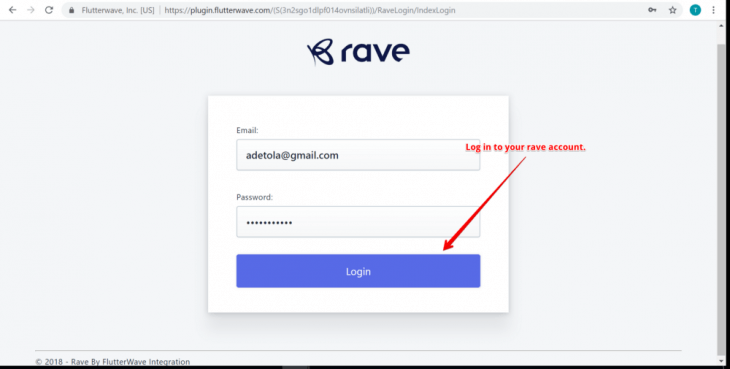 Flutterwave, Inc. [US] | https://plugin.flutterwave.com/(S(3n2sgo1dlpf014ovnsilatli))/RaveLogin/IndexLogin
T
rave
Email:
adetola@gmail.com
Log in to your rave account.
Password:
•••••••••••
Login
© 2018 - Rave By FlutterWave Integration